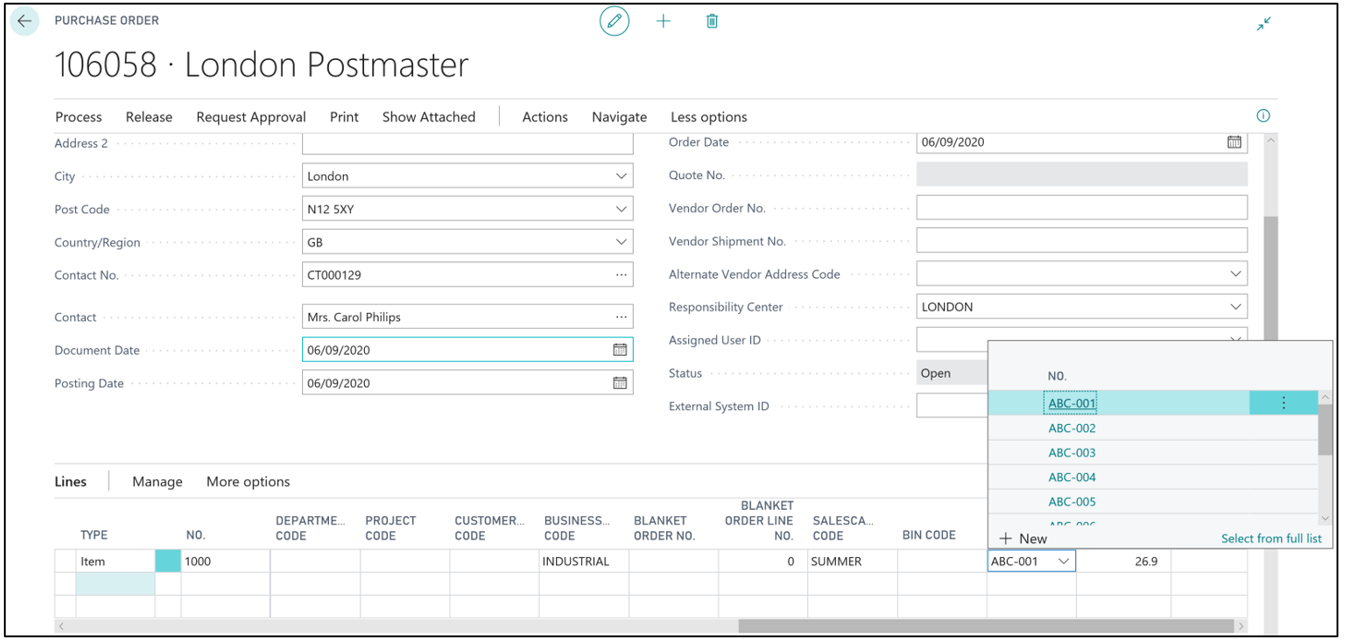 PURCHASE ORDER
106058 · London Postmaster
Process Release Request Approval Print Show Attached Actions Navigate Less options
Address 2
Order Date 06/09/2020
City London
Quote No.
Post Code N12 5XY
Vendor Order No.
Country/Region GB
Vendor Shipment No.
Contact No. CT000129
Alternate Vendor Address Code
Contact Mrs. Carol Philips
Responsibility Center LONDON
Document Date 06/09/2020
Assigned User ID
Posting Date 06/09/2020
Status Open
External System ID
NO.
ABC-001
ABC-002
ABC-003
ABC-004
ABC-005
+ New Select from full list
Lines Manage More options
TYPE NO. DEPARTME... CODE PROJECT CODE CUSTOMER... CODE BUSINESS... CODE BLANKET ORDER NO. BLANKET ORDER LINE NO. SALESCA... CODE BIN CODE
Item 1000 INDUSTRIAL 0 SUMMER ABC-001 26.9